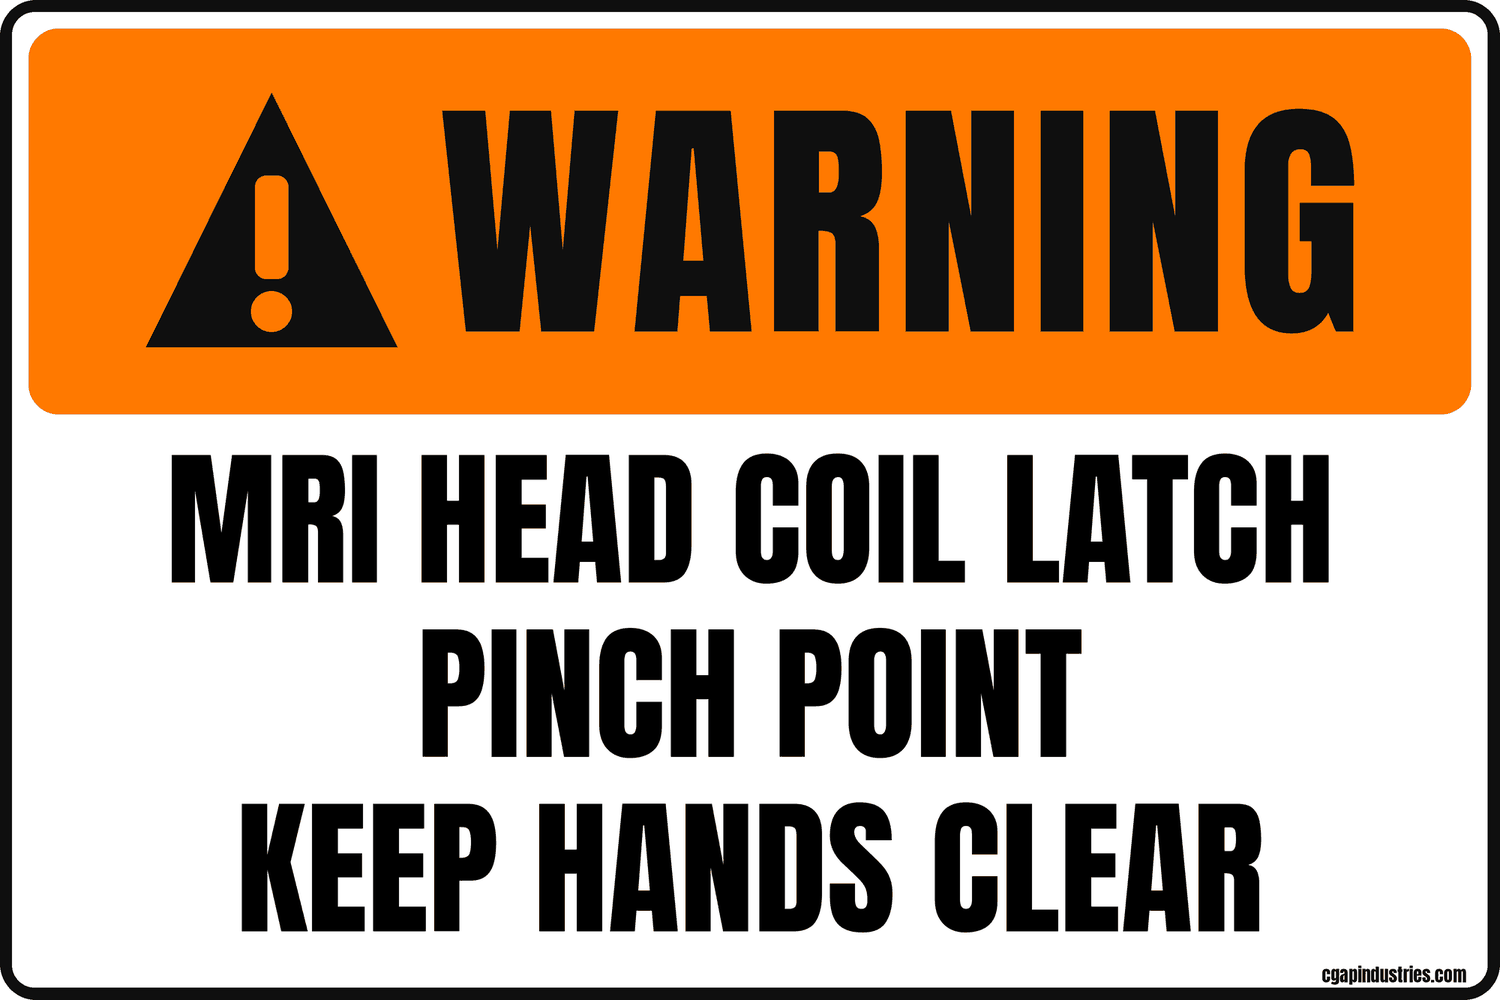 WARNING
MRI HEAD COIL LATCH
PINCH POINT
KEEP HANDS CLEAR
cgapindustries.com